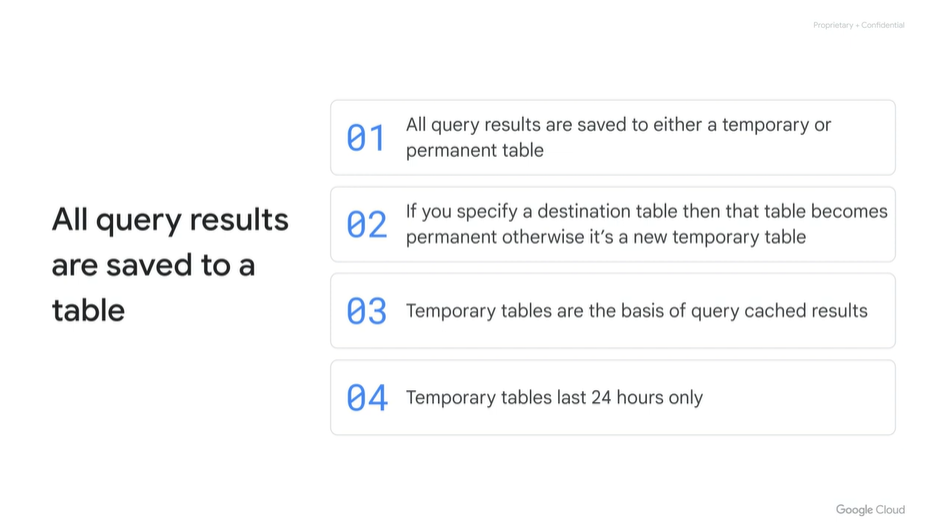 Proprietary + Confidential
All query results
are saved to a
table
01
All query results are saved to either a temporary or
permanent table
02
If you specify a destination table then that table becomes
permanent otherwise it's a new temporary table
03
Temporary tables are the basis of query cached results
04
Temporary tables last 24 hours only
Google Cloud